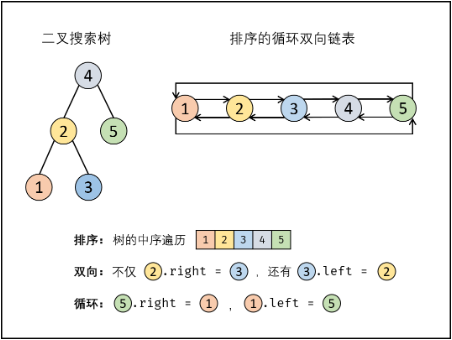 二叉搜索树
排序的循环双向链表
4
2
5
1
3
1 2 3 4 5
排序：树的中序遍历 1 2 3 4 5
双向：不仅 2.right = 3 ，还有 3.left = 2
循环：5.right = 1 ，1.left = 5